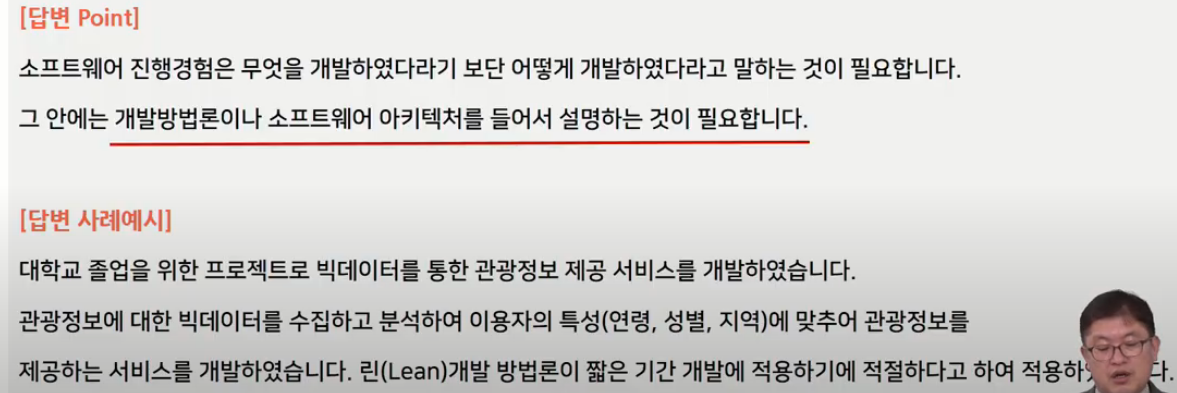 [답변 Point]
소프트웨어 진행경험은 무엇을 개발하였다라기 보단 어떻게 개발하였다라고 말하는 것이 필요합니다.
그 안에는 개발방법론이나 소프트웨어 아키텍처를 들어서 설명하는 것이 필요합니다.
[답변 사례예시]
대학교 졸업을 위한 프로젝트로 빅데이터를 통한 관광정보 제공 서비스를 개발하였습니다.
관광정보에 대한 빅데이터를 수집하고 분석하여 이용자의 특성(연령, 성별, 지역)에 맞추어 관광정보를
제공하는 서비스를 개발하였습니다. 린(Lean)개발 방법론이 짧은 기간 개발에 적용하기에 적절하다고 하여 적용하